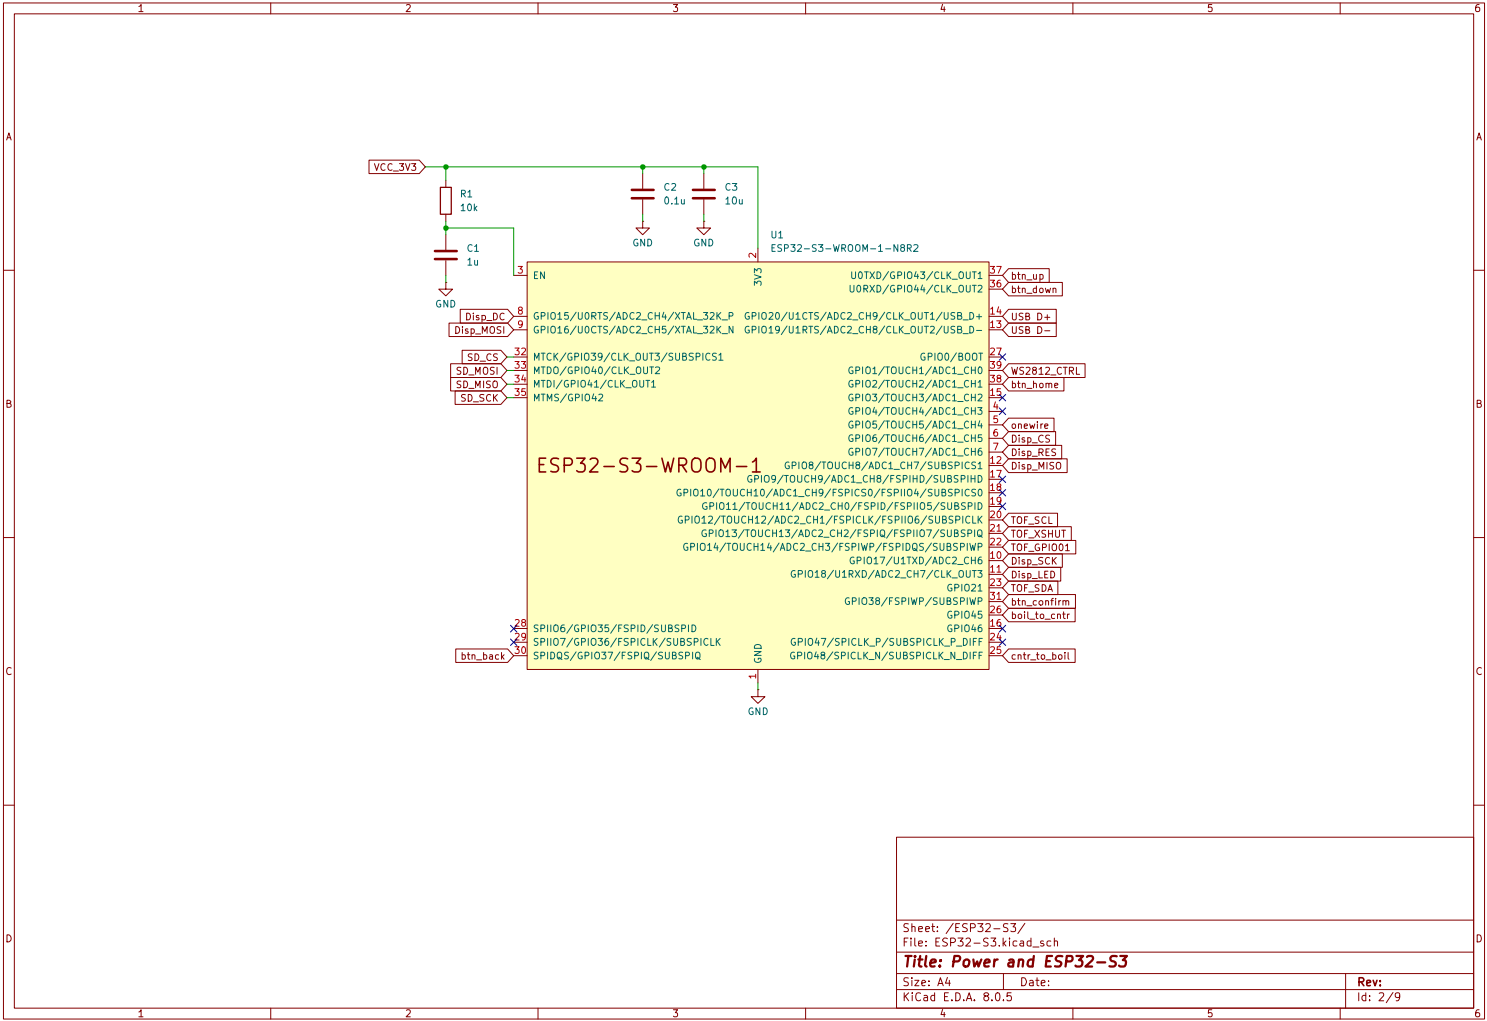 1 2 3 4 5 6
A A
VCC_3V3
R1
10k
C2
0.1u
C3
10u
GND GND
C1
1u
GND
U1
ESP32-S3-WROOM-1-N8R2
2
3V3
3 EN
U0TXD/GPIO43/CLK_OUT1 37 btn_up
U0RXD/GPIO44/CLK_OUT2 36 btn_down
Disp_DC 8 GPIO15/U0RTS/ADC2_CH4/XTAL_32K_P GPIO20/U1CTS/ADC2_CH9/CLK_OUT1/USB_D+ 14 USB D+
Disp_MOSI 9 GPIO16/U0CTS/ADC2_CH5/XTAL_32K_N GPIO19/U1RTS/ADC2_CH8/CLK_OUT2/USB_D- 13 USB D-
SD_CS 32 MTCK/GPIO39/CLK_OUT3/SUBSPICS1 GPIO0/BOOT 27
SD_MOSI 33 MTDO/GPIO40/CLK_OUT2 GPIO1/TOUCH1/ADC1_CH0 39 WS2812_CTRL
SD_MISO 34 MTDI/GPIO41/CLK_OUT1 GPIO2/TOUCH2/ADC1_CH1 38 btn_home
SD_SCK 35 MTMS/GPIO42 GPIO3/TOUCH3/ADC1_CH2 15
B B
GPIO4/TOUCH4/ADC1_CH3 4
GPIO5/TOUCH5/ADC1_CH4 5 onewire
GPIO6/TOUCH6/ADC1_CH5 6 Disp_CS
GPIO7/TOUCH7/ADC1_CH6 7 Disp_RES
ESP32-S3-WROOM-1
GPIO8/TOUCH8/ADC1_CH7/SUBSPICS1 12 Disp_MISO
GPIO9/TOUCH9/ADC1_CH8/FSPIHD/SUBSPIHD 17
GPIO10/TOUCH10/ADC1_CH9/FSPICS0/FSPIIO4/SUBSPICS0 18
GPIO11/TOUCH11/ADC2_CH0/FSPID/FSPIIO5/SUBSPID 19
GPIO12/TOUCH12/ADC2_CH1/FSPICLK/FSPIIO6/SUBSPICLK 20 TOF_SCL
GPIO13/TOUCH13/ADC2_CH2/FSPIQ/FSPIIO7/SUBSPIQ 21 TOF_XSHUT
GPIO14/TOUCH14/ADC2_CH3/FSPIWP/FSPIDQS/SUBSPIWP 22 TOF_GPIO01
GPIO17/U1TXD/ADC2_CH6 10 Disp_SCK
GPIO18/U1RXD/ADC2_CH7/CLK_OUT3 11 Disp_LED
GPIO21 23 TOF_SDA
GPIO38/FSPIWP/SUBSPIWP 31 btn_confirm
GPIO45 26 boil_to_cntr
28 SPIIO6/GPIO35/FSPID/SUBSPID GPIO46 16
29 SPIIO7/GPIO36/FSPICLK/SUBSPICLK GPIO47/SPICLK_P/SUBSPICLK_P_DIFF 24
btn_back 30 SPIDQS/GPIO37/FSPIQ/SUBSPIQ GPIO48/SPICLK_N/SUBSPICLK_N_DIFF 25 cntr_to_boil
GND
1
GND
C C
D D
Sheet: /ESP32-S3/
File: ESP32-S3.kicad_sch
Title: Power and ESP32-S3
Size: A4 Date: Rev:
KiCad E.D.A. 8.0.5 Id: 2/9
1 2 3 4 5 6